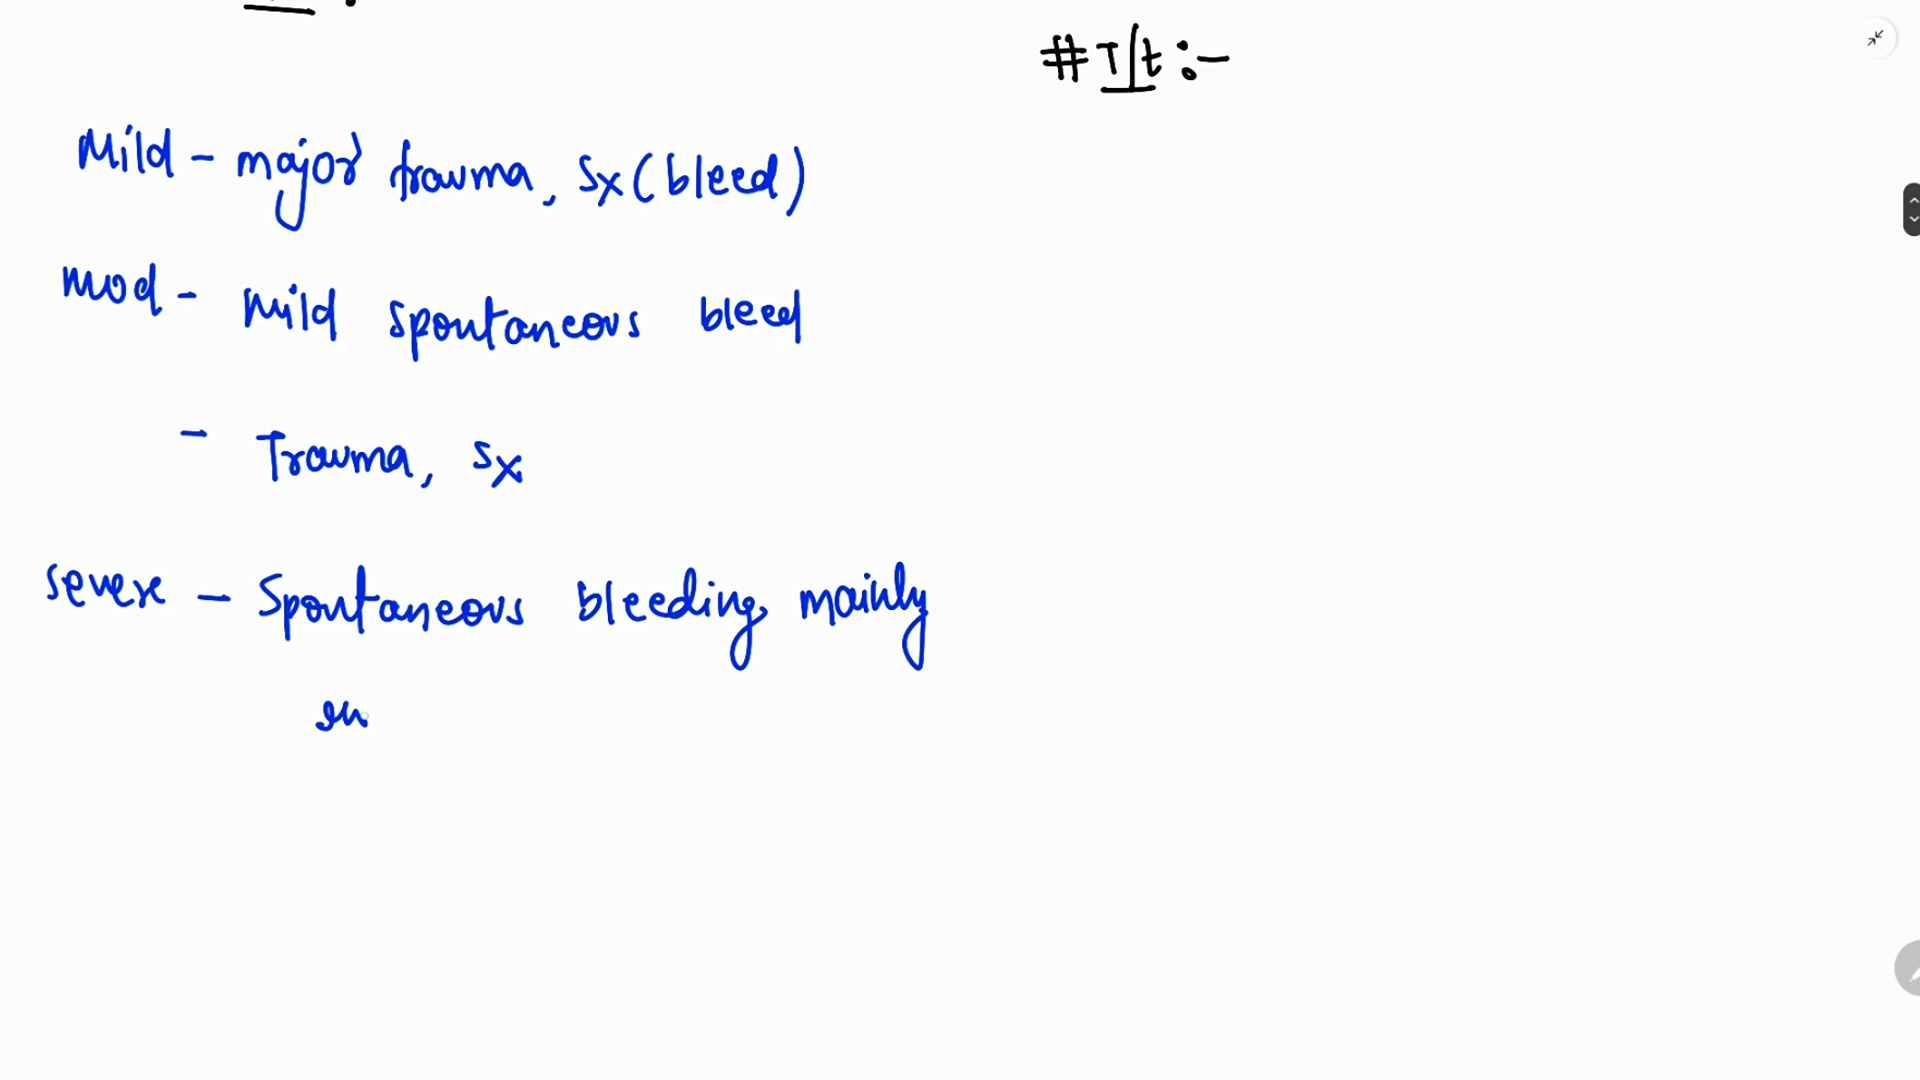 # T/t :-
Mild - major trauma, Sx (bleed)
Mod - Mild spontaneous bleed
- Trauma, Sx
Severe - Spontaneous bleeding, mainly